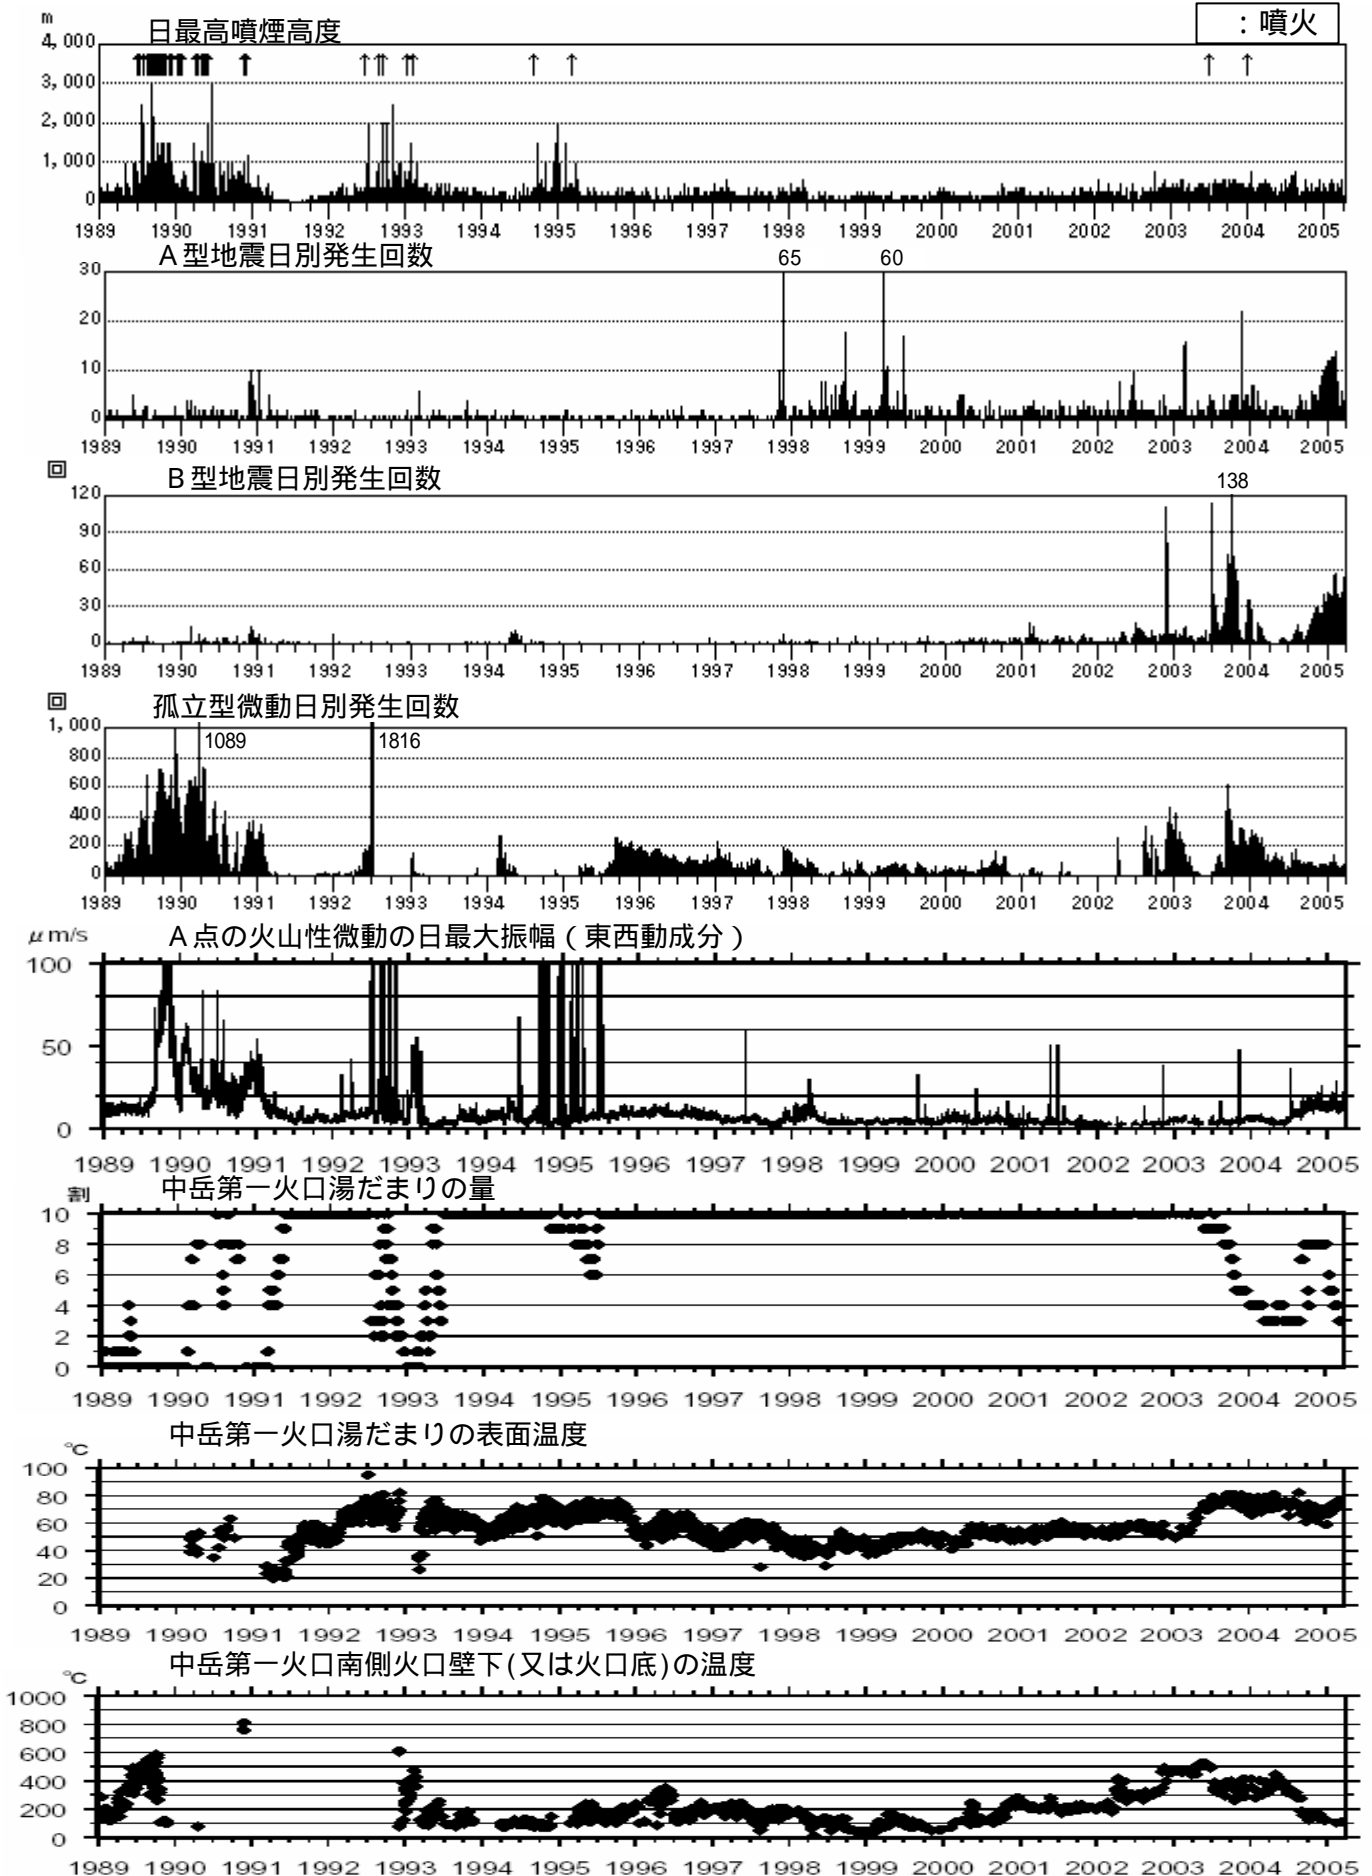 m
日最高噴煙高度
：噴火
4,000
3,000
2,000
1,000
0
1989 1990 1991 1992 1993 1994 1995 1996 1997 1998 1999 2000 2001 2002 2003 2004 2005
A型地震日別発生回数
65
60
30
20
10
0
1989 1990 1991 1992 1993 1994 1995 1996 1997 1998 1999 2000 2001 2002 2003 2004 2005
回
B型地震日別発生回数
138
120
90
60
30
0
1989 1990 1991 1992 1993 1994 1995 1996 1997 1998 1999 2000 2001 2002 2003 2004 2005
回
孤立型微動日別発生回数
1,000
1089
1816
800
600
400
200
0
1989 1990 1991 1992 1993 1994 1995 1996 1997 1998 1999 2000 2001 2002 2003 2004 2005
μm/s
A点の火山性微動の日最大振幅（東西動成分）
100
50
0
1989 1990 1991 1992 1993 1994 1995 1996 1997 1998 1999 2000 2001 2002 2003 2004 2005
割
中岳第一火口湯だまりの量
10
8
6
4
2
0
1989 1990 1991 1992 1993 1994 1995 1996 1997 1998 1999 2000 2001 2002 2003 2004 2005
℃
中岳第一火口湯だまりの表面温度
100
80
60
40
20
0
1989 1990 1991 1992 1993 1994 1995 1996 1997 1998 1999 2000 2001 2002 2003 2004 2005
℃
中岳第一火口南側火口壁下(又は火口底)の温度
1000
800
600
400
200
0
1989 1990 1991 1992 1993 1994 1995 1996 1997 1998 1999 2000 2001 2002 2003 2004 2005